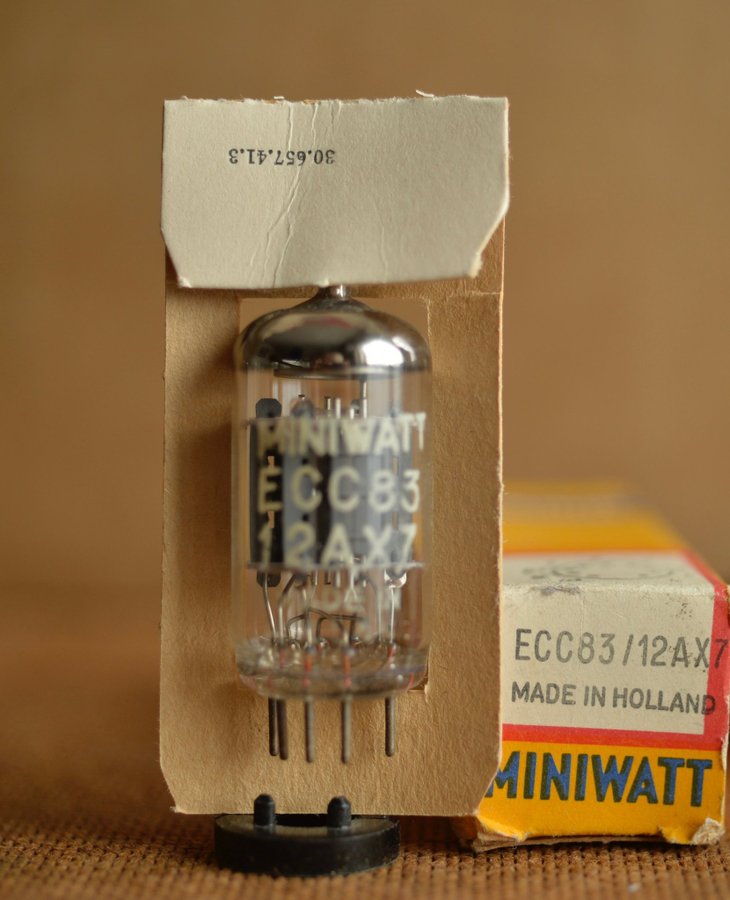 30.657.41.3
MINIWATT
ECC83
12AX7
ECC83/12AX7
MADE IN HOLLAND
MINIWATT